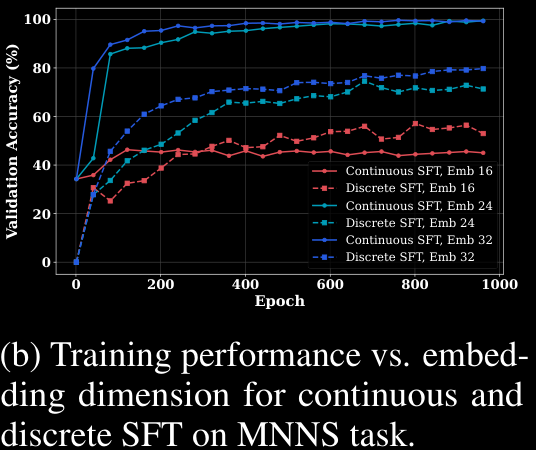 100
80
60
40
20
0
Validation Accuracy (%)
Continuous SFT, Emb 16
Discrete SFT, Emb 16
Continuous SFT, Emb 24
Discrete SFT, Emb 24
Continuous SFT, Emb 32
Discrete SFT, Emb 32
0 200 400 600 800 1000
Epoch
(b) Training performance vs. embed-
ding dimension for continuous and
discrete SFT on MNNS task.